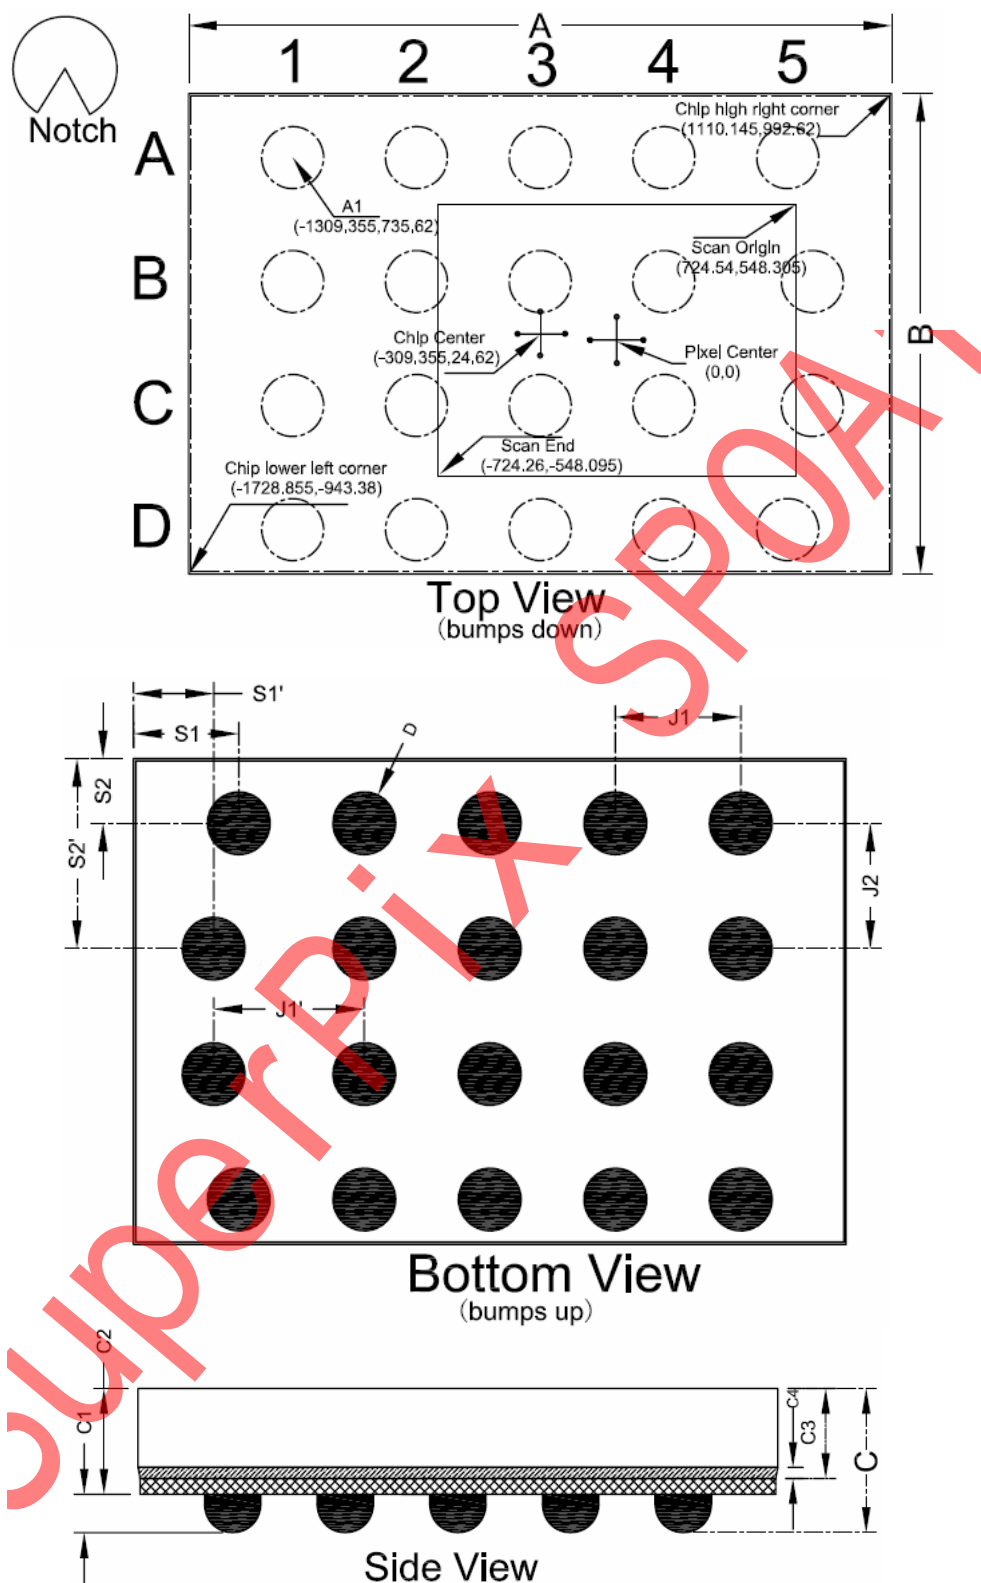 A
1 2 3 4 5
Notch
Chip high right corner
(1110.145,992.62)
A
A1
(-1309,355,735,62)
Scan Origin
(724.54,548.305)
B
B
Chip Center
(-309,355,24,62)
Pixel Center
(0,0)
C
Scan End
(-724.26,-548.095)
Chip lower left corner
(-1728.855,-943.38)
D
Top View
(bumps down)
S1'
S1
J1
D
S2
S2'
J2
J1'
Bottom View
(bumps up)
C2
C1
C4
C3
C
Side View
SuperPix SPOA